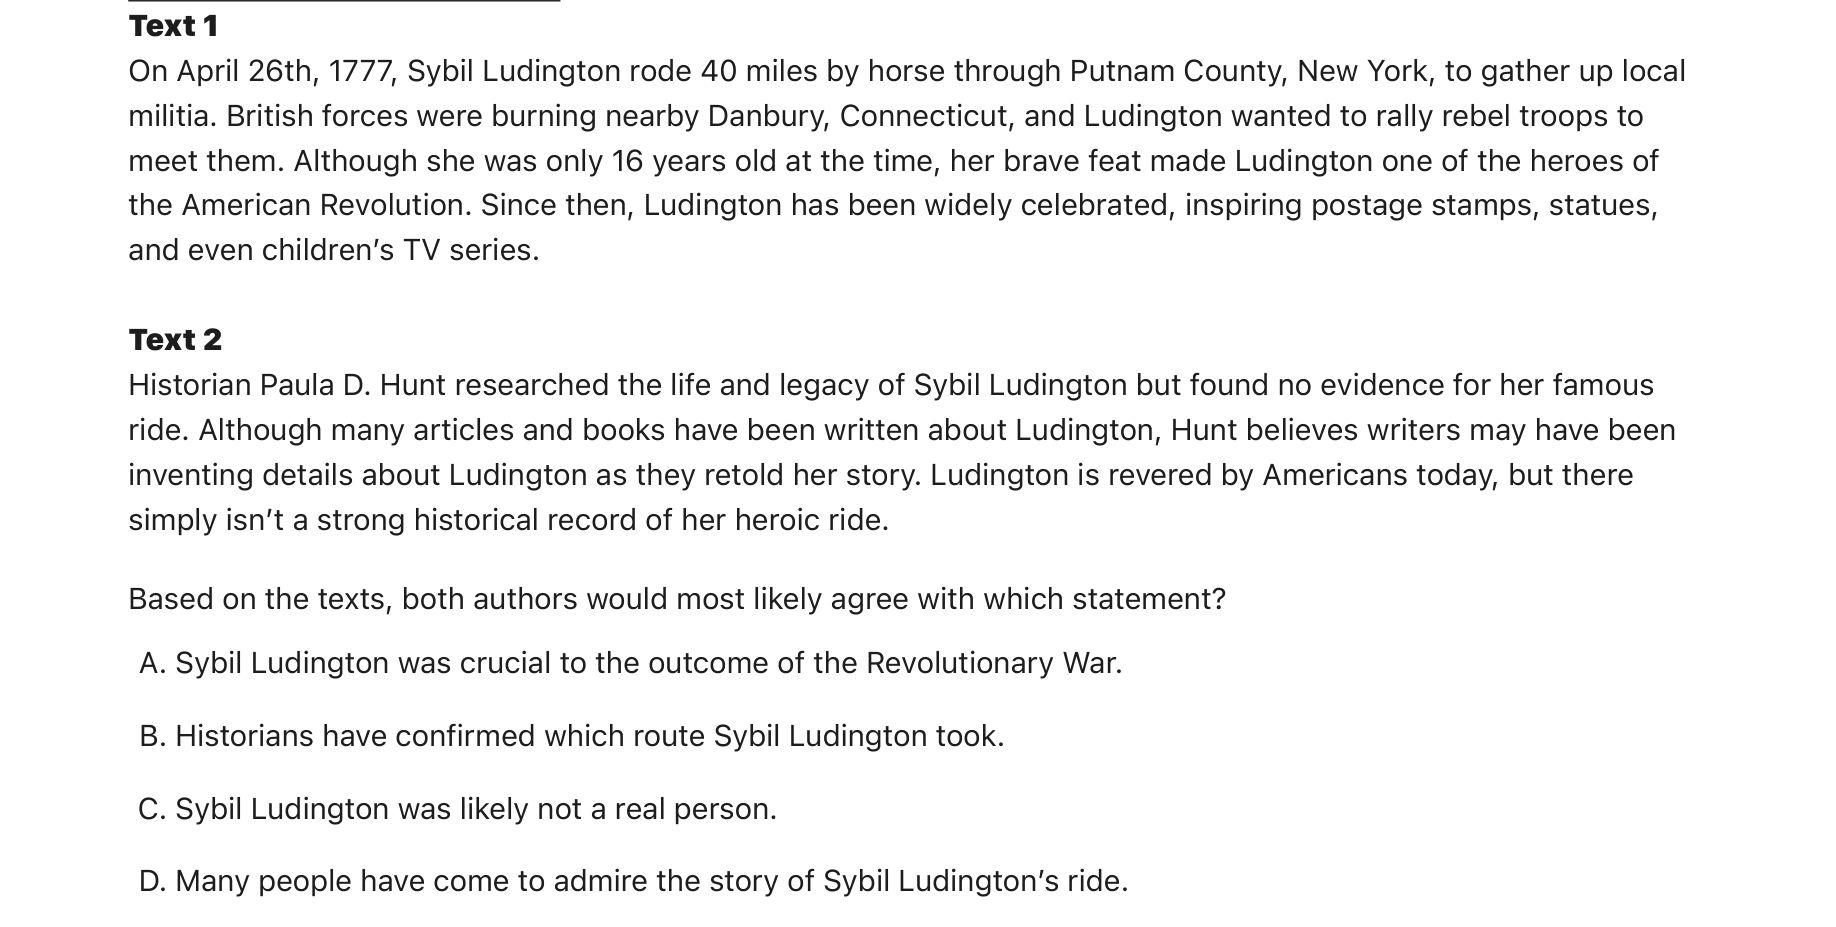 Text 1
On April 26th, 1777, Sybil Ludington rode 40 miles by horse through Putnam County, New York, to gather up local
militia. British forces were burning nearby Danbury, Connecticut, and Ludington wanted to rally rebel troops to
meet them. Although she was only 16 years old at the time, her brave feat made Ludington one of the heroes of
the American Revolution. Since then, Ludington has been widely celebrated, inspiring postage stamps, statues,
and even children’s TV series.
Text 2
Historian Paula D. Hunt researched the life and legacy of Sybil Ludington but found no evidence for her famous
ride. Although many articles and books have been written about Ludington, Hunt believes writers may have been
inventing details about Ludington as they retold her story. Ludington is revered by Americans today, but there
simply isn’t a strong historical record of her heroic ride.
Based on the texts, both authors would most likely agree with which statement?
A. Sybil Ludington was crucial to the outcome of the Revolutionary War.
B. Historians have confirmed which route Sybil Ludington took.
C. Sybil Ludington was likely not a real person.
D. Many people have come to admire the story of Sybil Ludington’s ride.